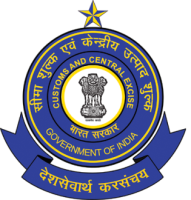 सीमा शुल्क एवं केन्द्रीय उत्पाद शुल्क
CUSTOMS AND CENTRAL EXCISE
भारत सरकार
GOVERNMENT OF INDIA
देशसेवार्थ करसंचय